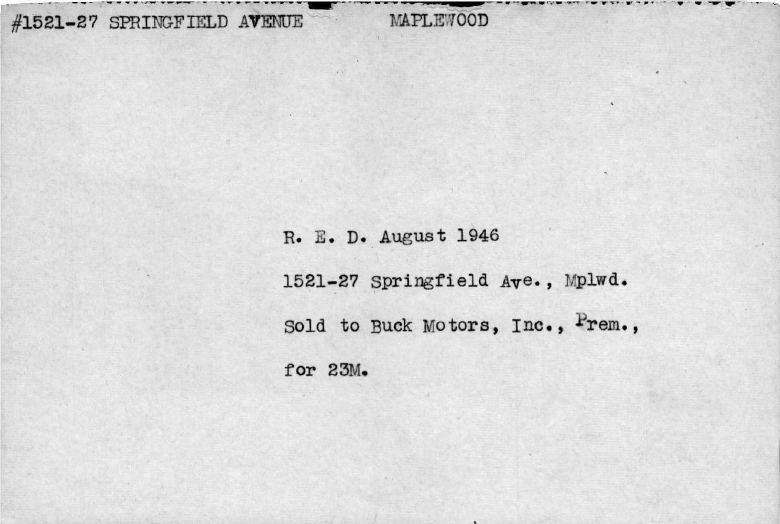 #1521-27 SPRINGFIELD AVENUE MAPLEWOOD
R. E. D. August 1946
1521-27 Springfield Ave., Mplwd.
Sold to Buck Motors, Inc., Prem.,
for 23M.